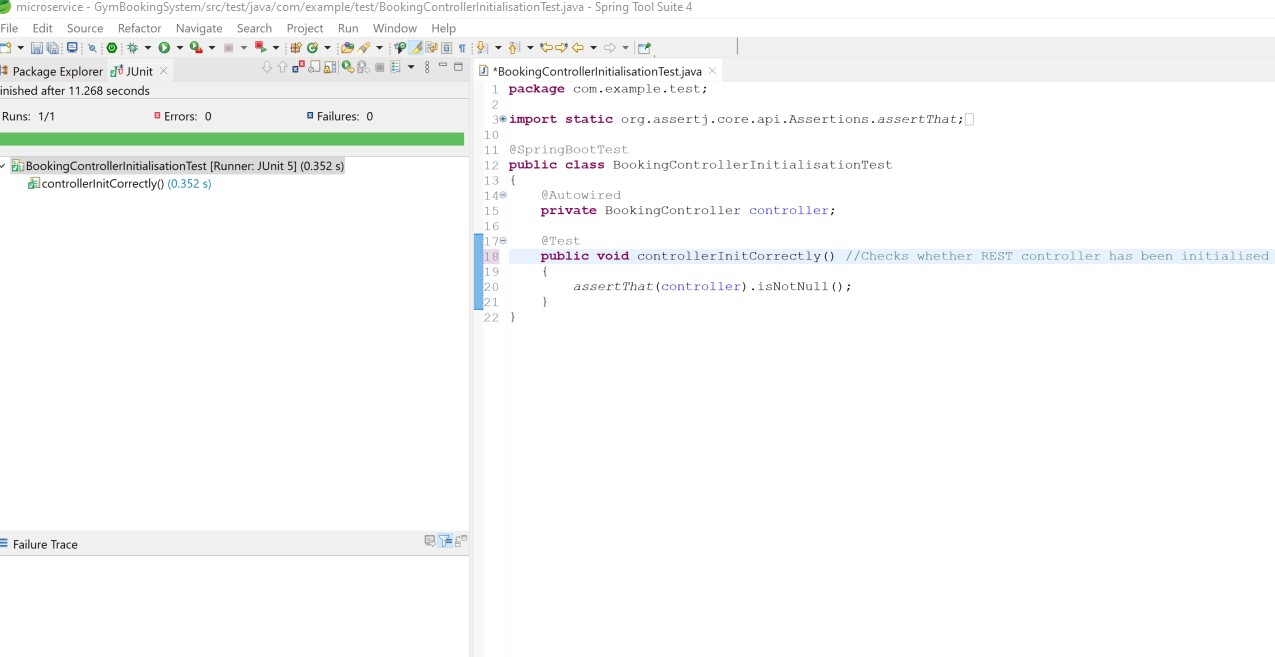 microservice - GymBookingSystem/src/test/java/com/example/test/BookingControllerInitialisationTest.java - Spring Tool Suite 4
File Edit Source Refactor Navigate Search Project Run Window Help
Package Explorer JUnit
inished after 11.268 seconds
Runs: 1/1 Errors: 0 Failures: 0
BookingControllerInitialisationTest [Runner: JUnit 5] (0.352 s)
controllerInitCorrectly() (0.352 s)
Failure Trace
*BookingControllerInitialisationTest.java
1 package com.example.test;
2
3 import static org.assertj.core.api.Assertions.assertThat;
10
11 @SpringBootTest
12 public class BookingControllerInitialisationTest
13 {
14 @Autowired
15 private BookingController controller;
16
17 @Test
18 public void controllerInitCorrectly() //Checks whether REST controller has been initialised
19 {
20 assertThat(controller).isNotNull();
21 }
22 }